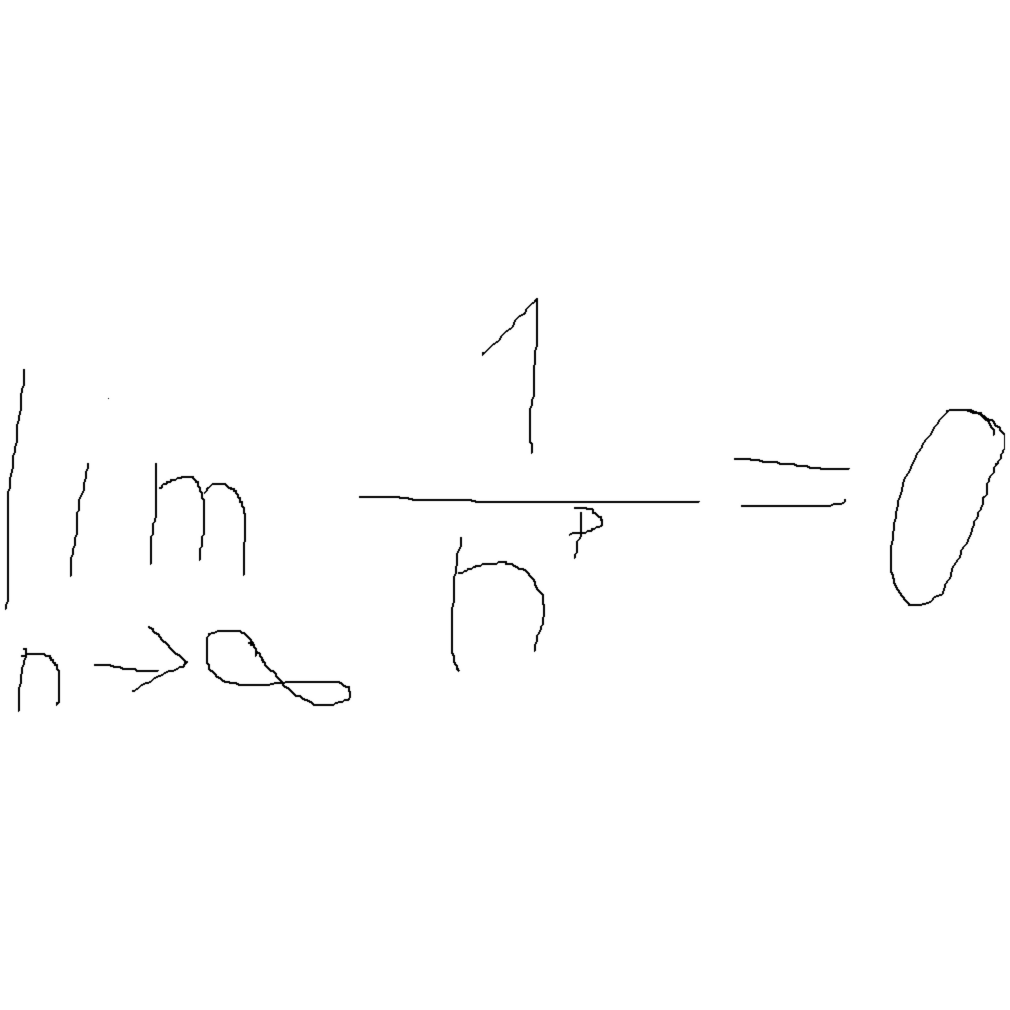 lim 1/n^p = 0
n → ∞